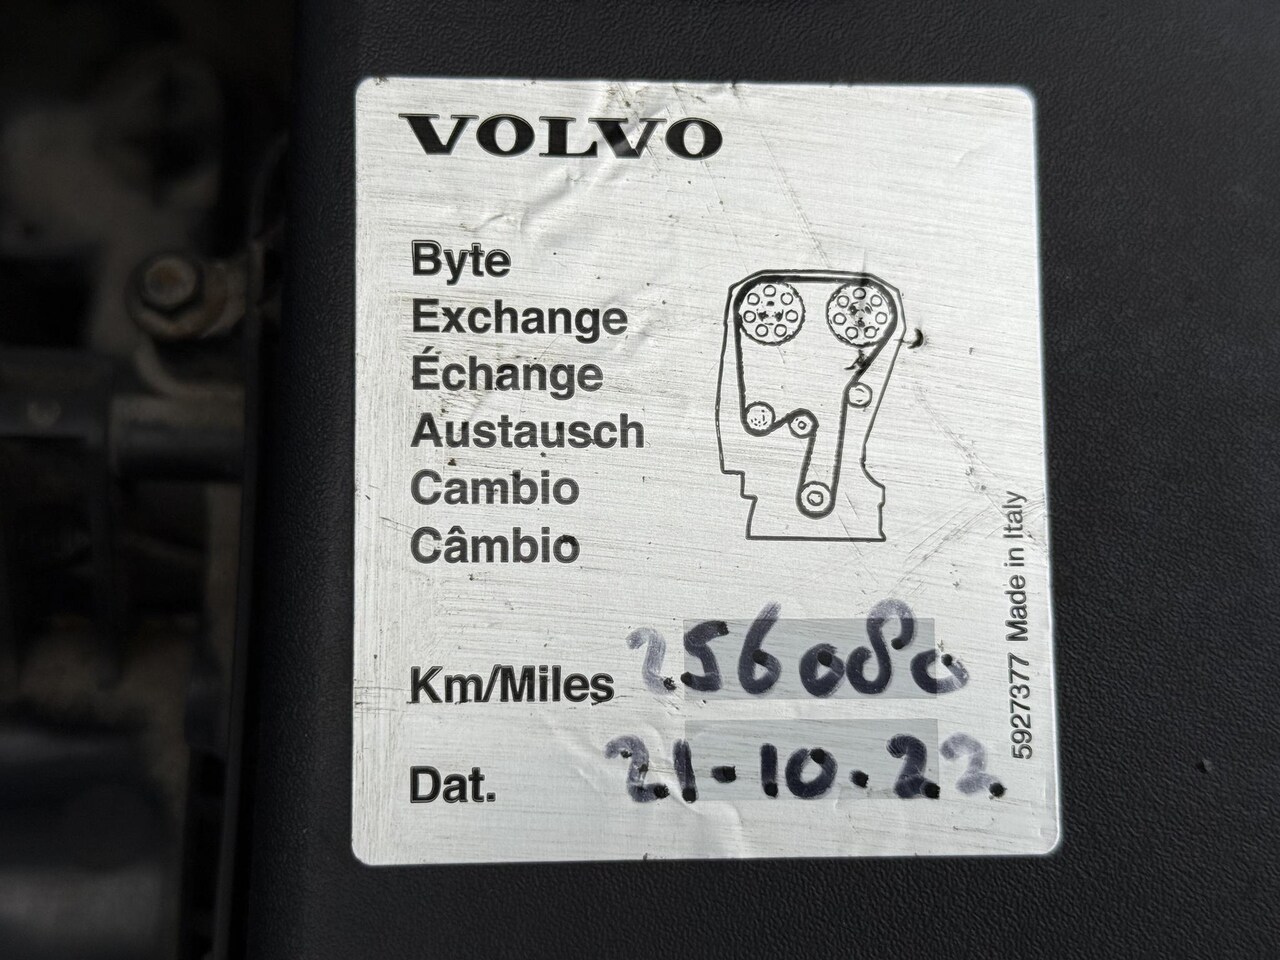 VOLVO
Byte
Exchange
Échange
Austausch
Cambio
Câmbio
Km/Miles 256080
Dat. 21-10.22
5927377 Made in Italy